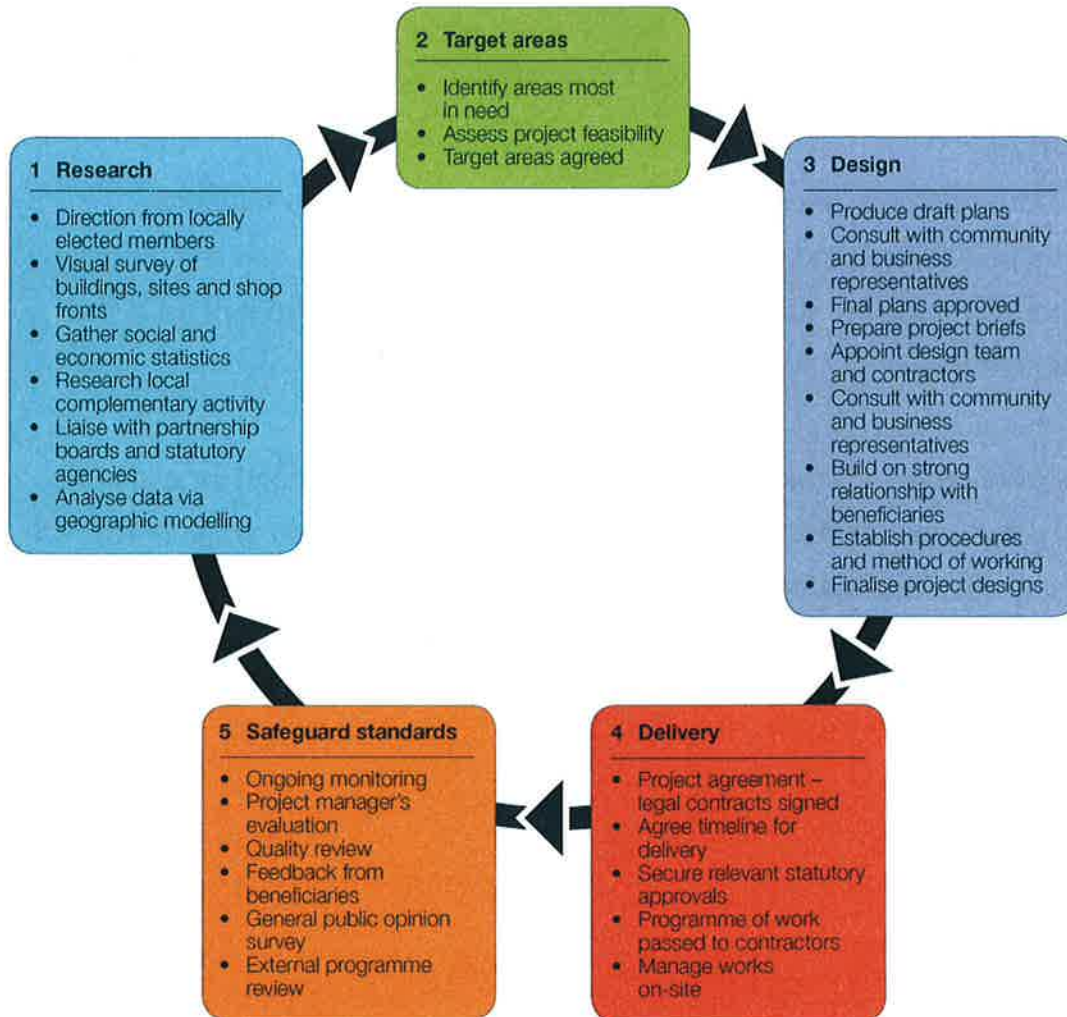 1 Research
• Direction from locally
elected members
• Visual survey of
buildings, sites and shop
fronts
• Gather social and
economic statistics
• Research local
complementary activity
• Liaise with partnership
boards and statutory
agencies
• Analyse data via
geographic modelling
2 Target areas
• Identify areas most
in need
• Assess project feasibility
• Target areas agreed
3 Design
• Produce draft plans
• Consult with community
and business
representatives
• Final plans approved
• Prepare project briefs
• Appoint design team
and contractors
• Consult with community
and business
representatives
• Build on strong
relationship with
beneficiaries
• Establish procedures
and method of working
• Finalise project designs
4 Delivery
• Project agreement –
legal contracts signed
• Agree timeline for
delivery
• Secure relevant statutory
approvals
• Programme of work
passed to contractors
• Manage works
on-site
5 Safeguard standards
• Ongoing monitoring
• Project manager's
evaluation
• Quality review
• Feedback from
beneficiaries
• General public opinion
survey
• External programme
review